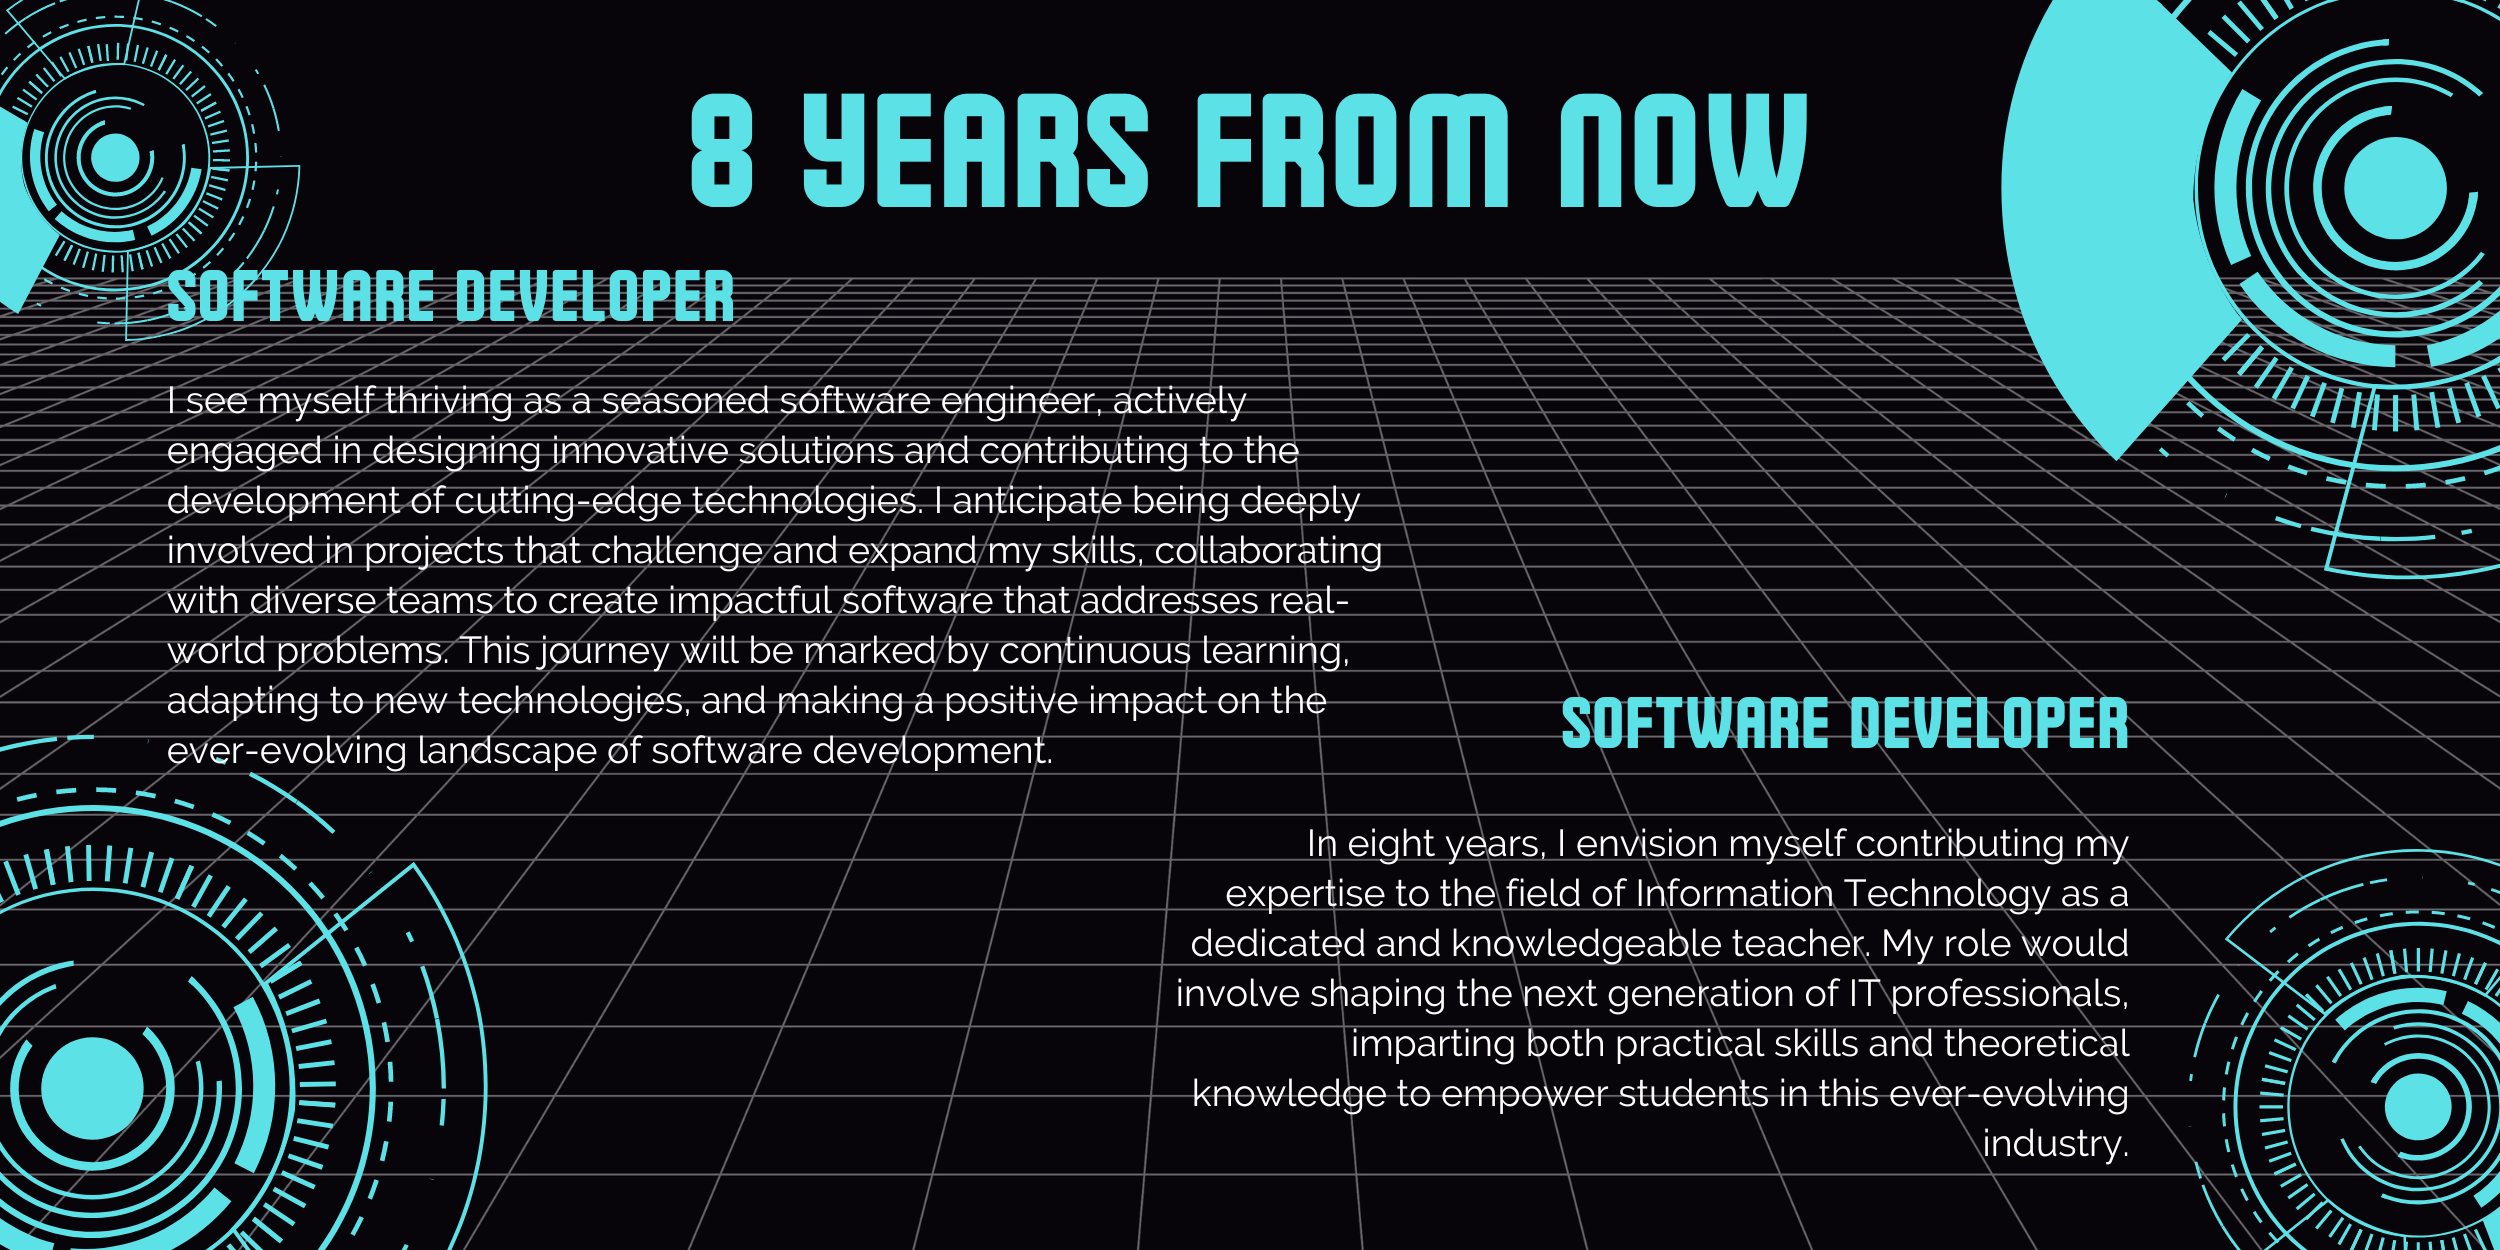 8 YEARS FROM NOW
SOFTWARE DEVELOPER
I see myself thriving as a seasoned software engineer, actively
engaged in designing innovative solutions and contributing to the
development of cutting-edge technologies. I anticipate being deeply
involved in projects that challenge and expand my skills, collaborating
with diverse teams to create impactful software that addresses real-
world problems. This journey will be marked by continuous learning,
adapting to new technologies, and making a positive impact on the
ever-evolving landscape of software development.
SOFTWARE DEVELOPER
In eight years, I envision myself contributing my
expertise to the field of Information Technology as a
dedicated and knowledgeable teacher. My role would
involve shaping the next generation of IT professionals,
imparting both practical skills and theoretical
knowledge to empower students in this ever-evolving
industry.